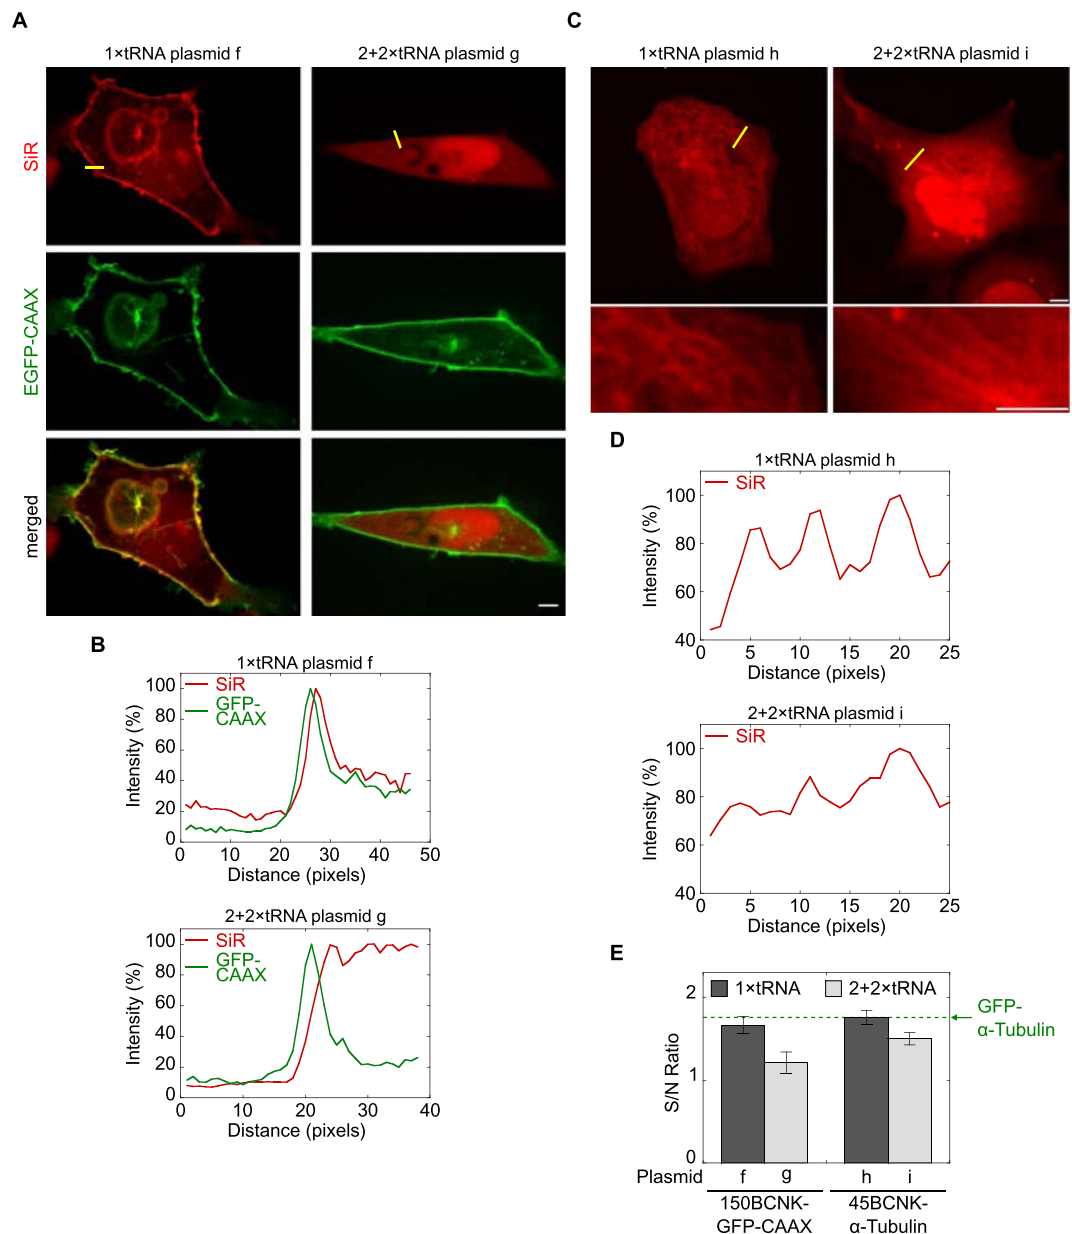 A
1×tRNA plasmid f
2+2×tRNA plasmid g
SiR
EGFP-CAAX
merged
B
1×tRNA plasmid f
SiR
GFP-
CAAX
Intensity (%)
100
80
60
40
20
0
0 10 20 30 40 50
Distance (pixels)
2+2×tRNA plasmid g
SiR
GFP-
CAAX
Intensity (%)
100
80
60
40
20
0
0 10 20 30 40
Distance (pixels)
C
1×tRNA plasmid h
2+2×tRNA plasmid i
D
1×tRNA plasmid h
SiR
Intensity (%)
100
80
60
40
0 5 10 15 20 25
Distance (pixels)
2+2×tRNA plasmid i
SiR
Intensity (%)
100
80
60
40
0 5 10 15 20 25
Distance (pixels)
E
1×tRNA
2+2×tRNA
GFP-
α-Tubulin
S/N Ratio
2
1
0
Plasmid f g h i
150BCNK-
GFP-CAAX
45BCNK-
α-Tubulin